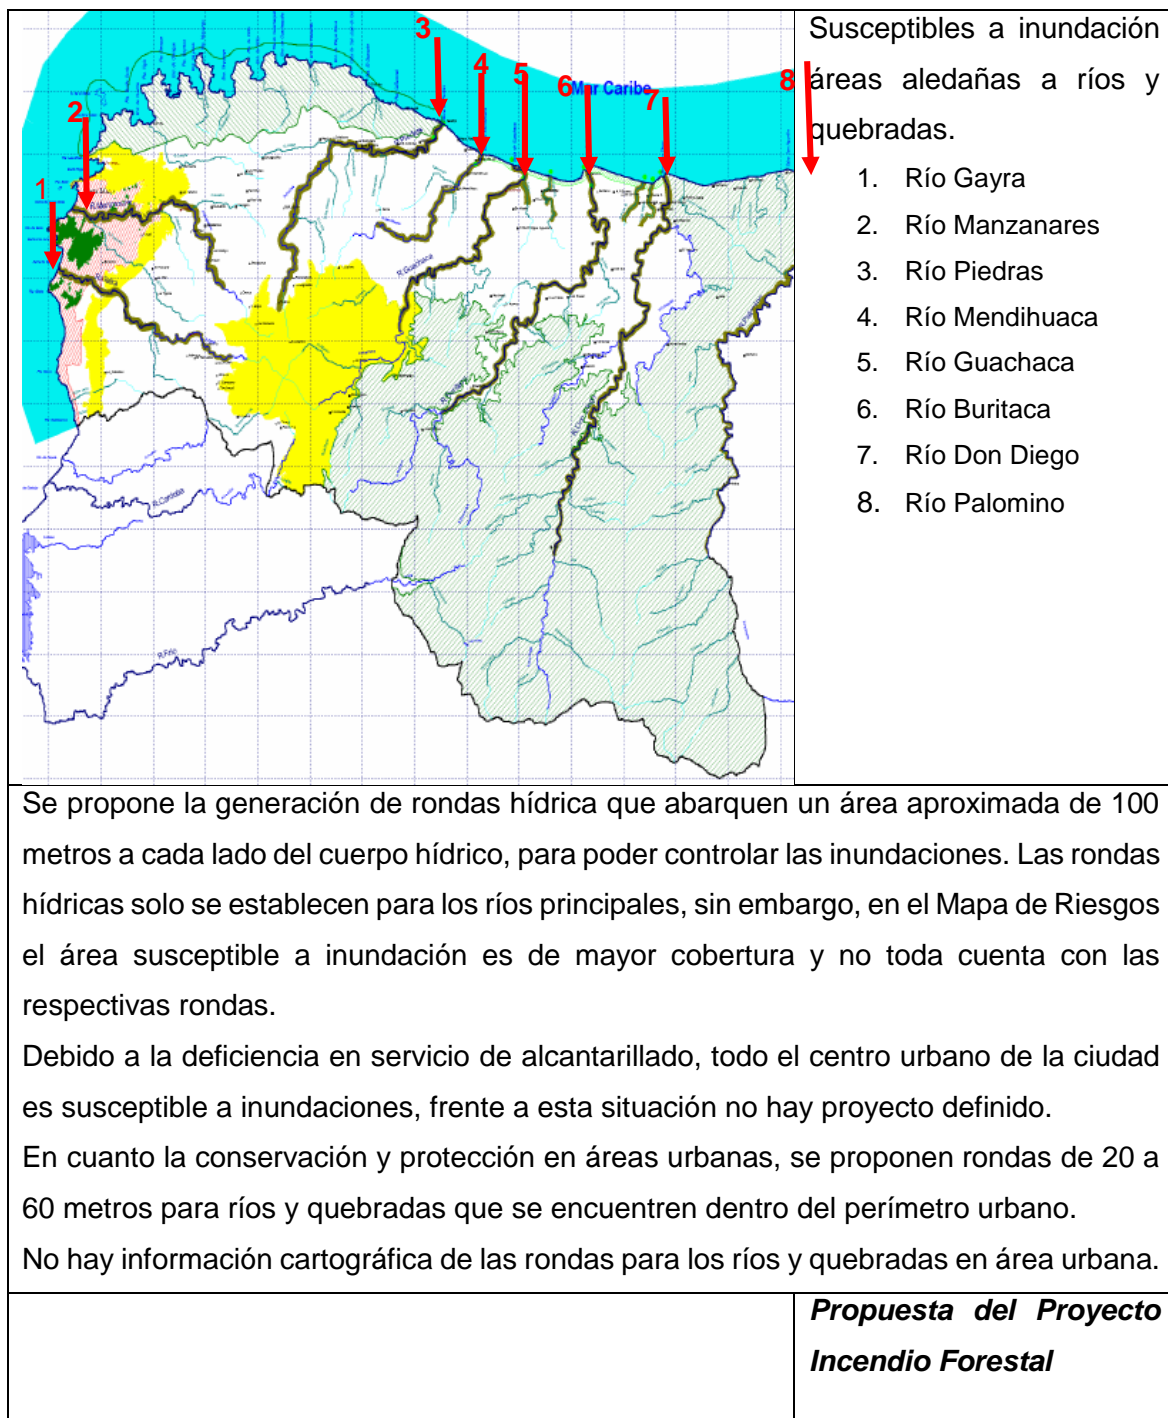 3
4
5
6
Mar Caribe
7
8
2
1
R.Manzanares
R.Gaira
R.Piedras
R.Guachaca
R.Cordoba
R.Frio
Susceptibles a inundación
áreas aledañas a ríos y
quebradas.
1. Río Gayra
2. Río Manzanares
3. Río Piedras
4. Río Mendihuaca
5. Río Guachaca
6. Río Buritaca
7. Río Don Diego
8. Río Palomino
Se propone la generación de rondas hídrica que abarquen un área aproximada de 100
metros a cada lado del cuerpo hídrico, para poder controlar las inundaciones. Las rondas
hídricas solo se establecen para los ríos principales, sin embargo, en el Mapa de Riesgos
el área susceptible a inundación es de mayor cobertura y no toda cuenta con las
respectivas rondas.
Debido a la deficiencia en servicio de alcantarillado, todo el centro urbano de la ciudad
es susceptible a inundaciones, frente a esta situación no hay proyecto definido.
En cuanto la conservación y protección en áreas urbanas, se proponen rondas de 20 a
60 metros para ríos y quebradas que se encuentren dentro del perímetro urbano.
No hay información cartográfica de las rondas para los ríos y quebradas en área urbana.
Propuesta del Proyecto
Incendio Forestal